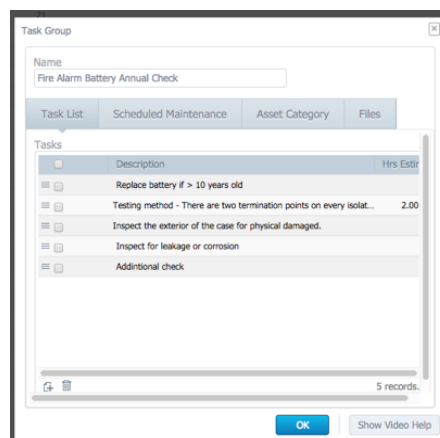 Task Group
Name
Fire Alarm Battery Annual Check
Task List Scheduled Maintenance Asset Category Files
Tasks
Description Hrs Estir
Replace battery if > 10 years old
Testing method - There are two termination points on every isolat... 2.00
Inspect the exterior of the case for physical damaged.
Inspect for leakage or corrosion
Addintional check
5 records.
OK Show Video Help